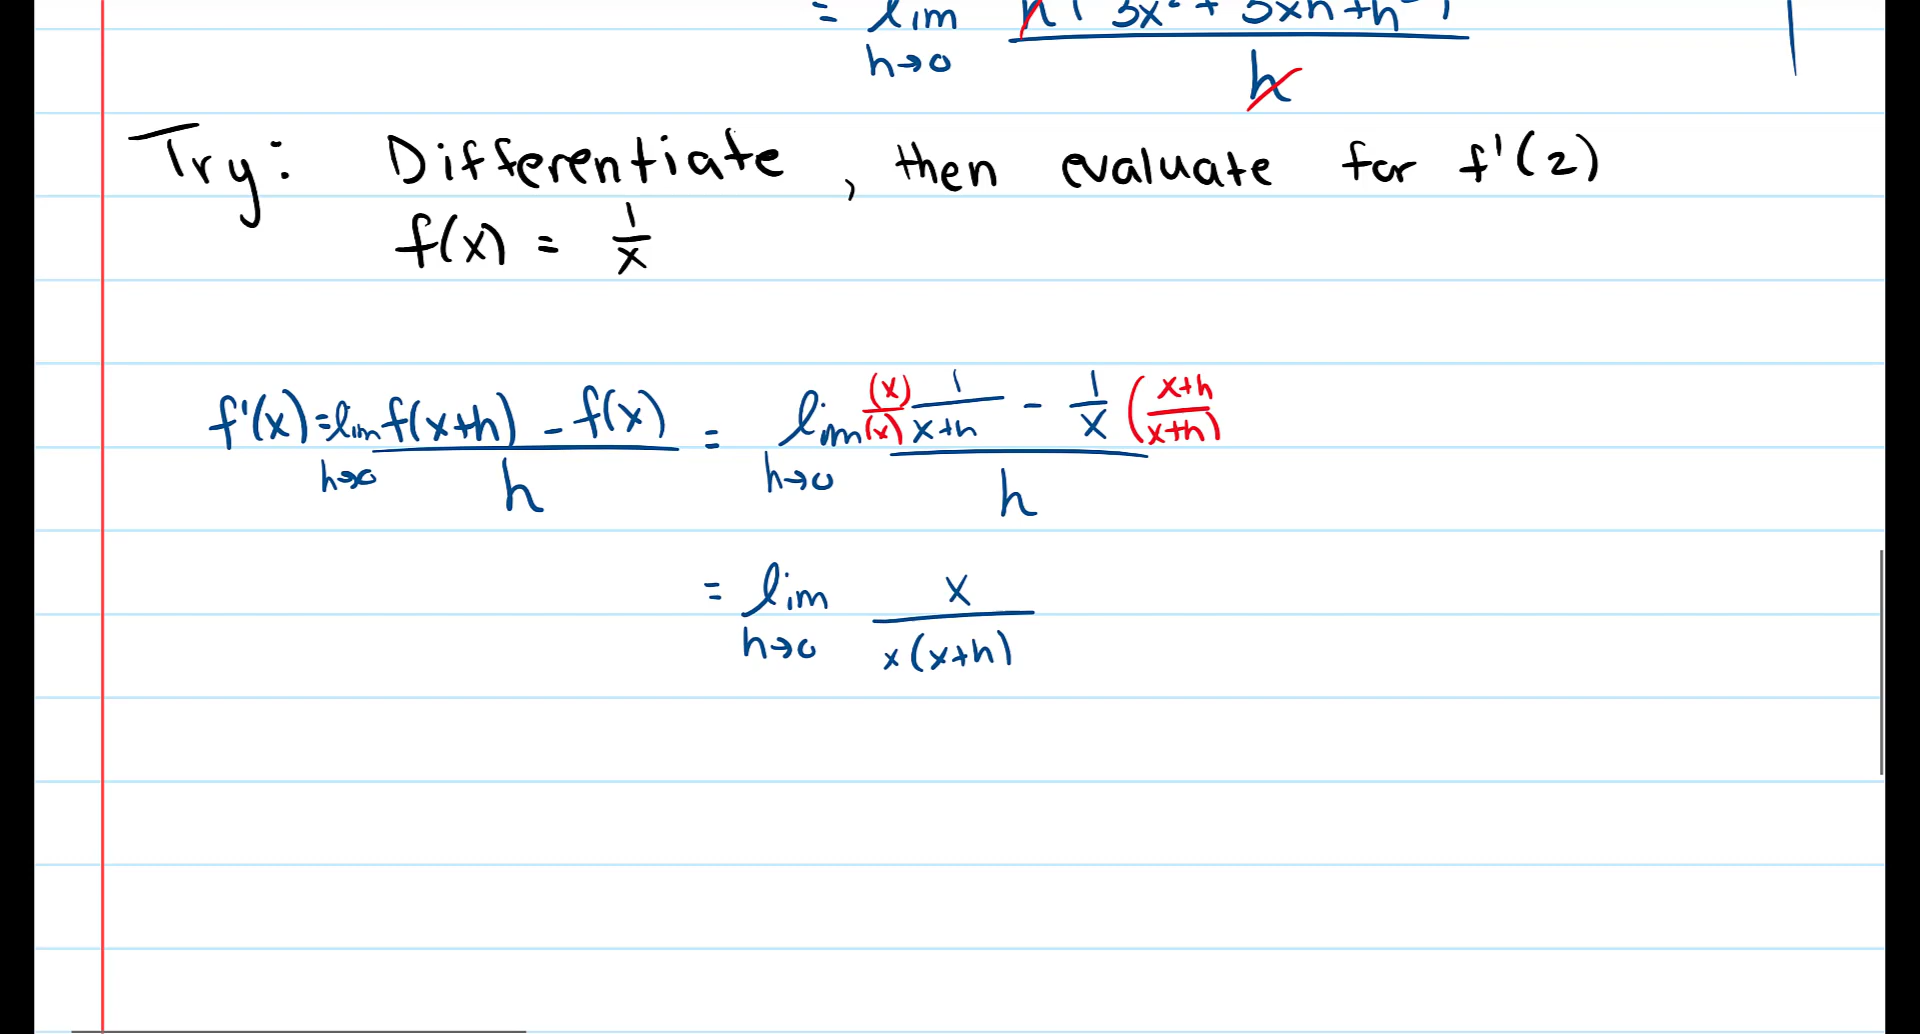 = lim h(3x² + 3xh + h²)
h→0 h
Try: Differentiate, then evaluate for f'(2)
f(x) = 1/x
f'(x) = lim f(x+h) - f(x) / h = lim (x)/(x) 1/(x+h) - 1/x (x+h/x+h) / h
h→0 h→0
= lim x / x(x+h)
h→0